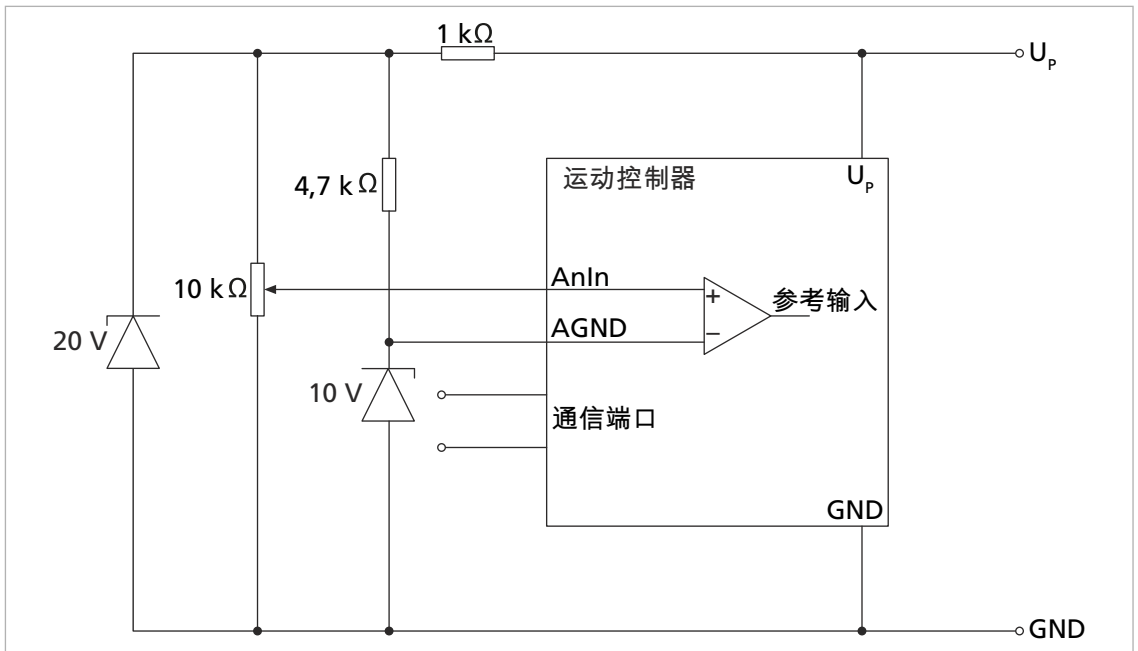 1 kΩ
U_P
运动控制器
U_P
4,7 kΩ
AnIn
10 kΩ
参考输入
+
AGND
−
20 V
10 V
通信端口
GND
GND